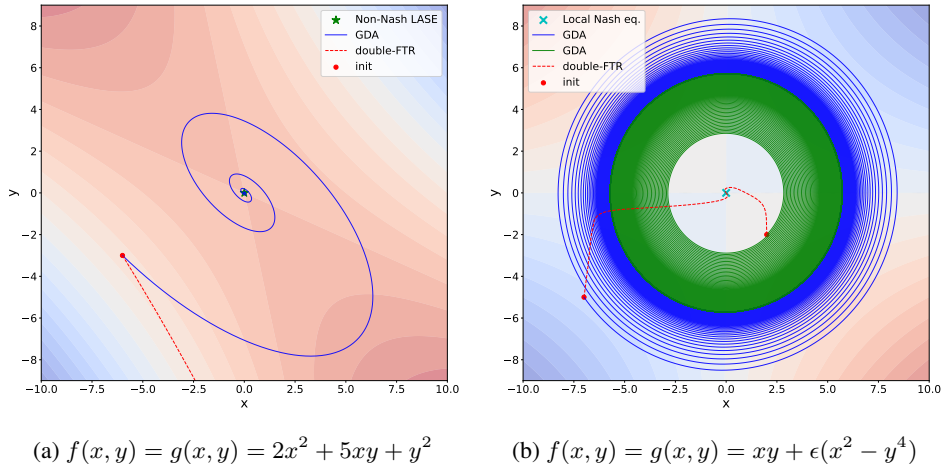 Non-Nash LASE
GDA
double-FTR
init
8
6
4
2
0
−2
−4
−6
−8
y
−10.0 −7.5 −5.0 −2.5 0.0 2.5 5.0 7.5 10.0
x
(a) f(x, y) = g(x, y) = 2x² + 5xy + y²
Local Nash eq.
GDA
GDA
double-FTR
init
8
6
4
2
0
−2
−4
−6
−8
y
−10.0 −7.5 −5.0 −2.5 0.0 2.5 5.0 7.5 10.0
x
(b) f(x, y) = g(x, y) = xy + ϵ(x² − y⁴)